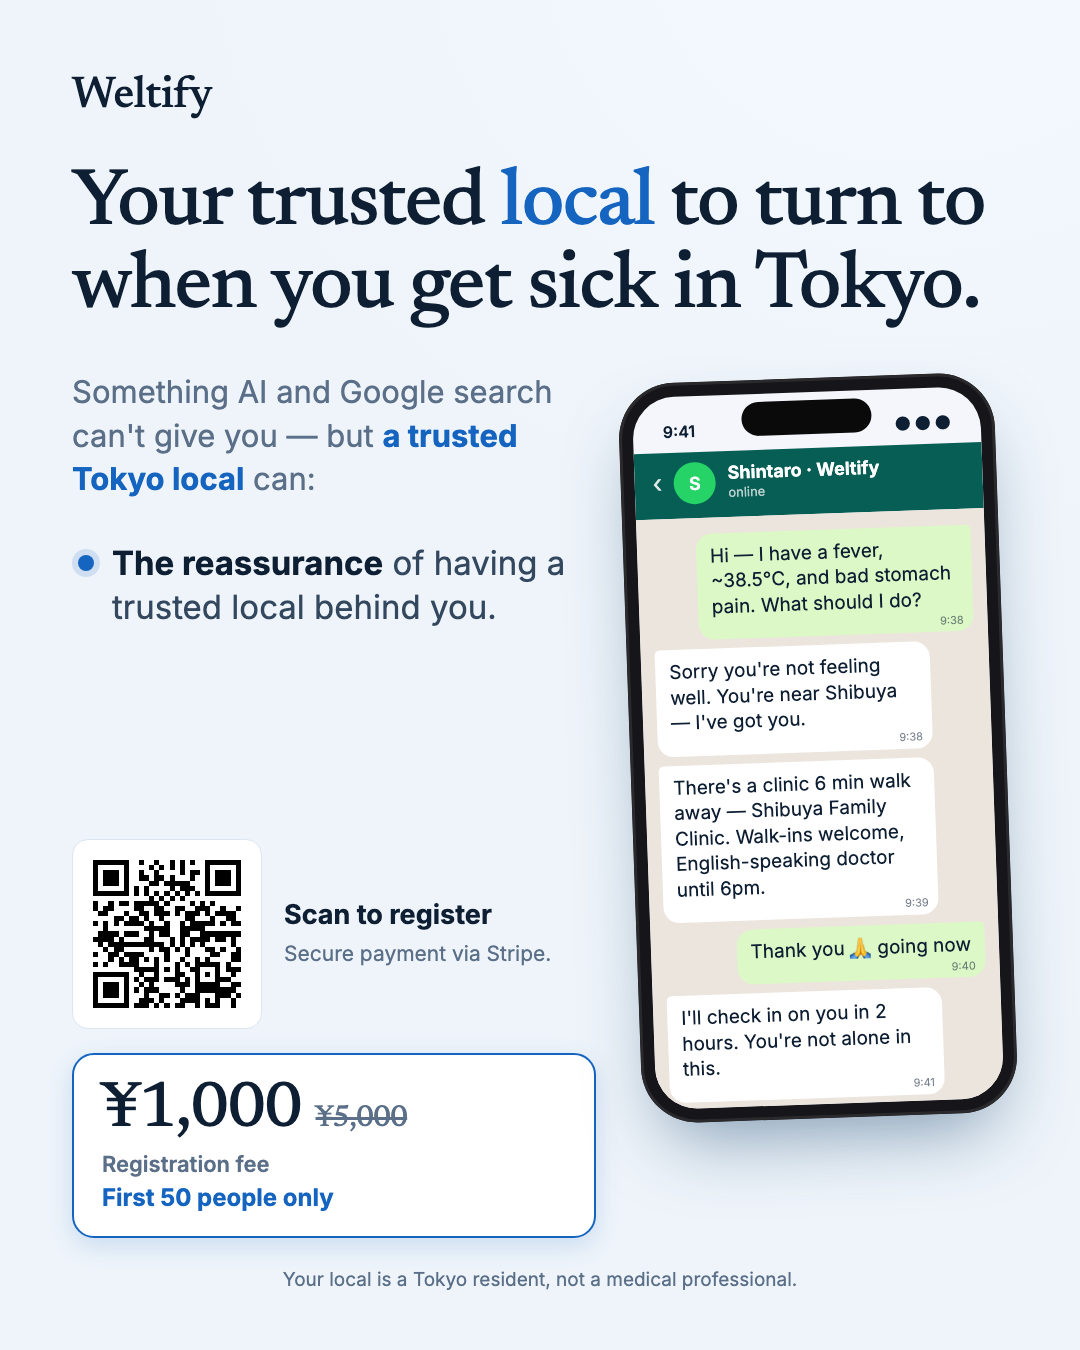 Weltify
Your trusted local to turn to
when you get sick in Tokyo.
Something AI and Google search
can't give you — but a trusted
Tokyo local can:
The reassurance of having a
trusted local behind you.
Scan to register
Secure payment via Stripe.
¥1,000 ¥5,000
Registration fee
First 50 people only
9:41
‹ S Shintaro · Weltify
online
Hi — I have a fever,
~38.5°C, and bad stomach
pain. What should I do?
9:38
Sorry you're not feeling
well. You're near Shibuya
— I've got you.
9:38
There's a clinic 6 min walk
away — Shibuya Family
Clinic. Walk-ins welcome,
English-speaking doctor
until 6pm.
9:39
Thank you 🙏 going now
9:40
I'll check in on you in 2
hours. You're not alone in
this.
9:41
Your local is a Tokyo resident, not a medical professional.